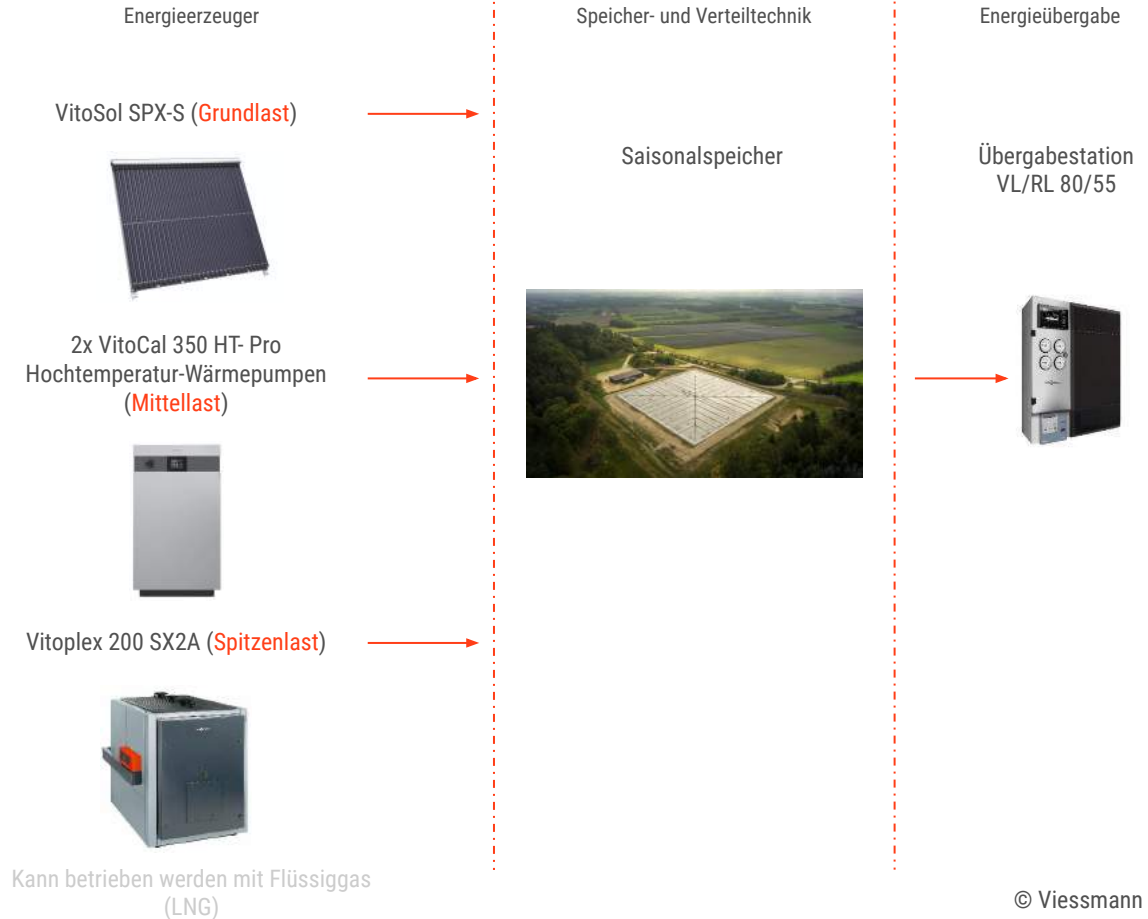 Energieerzeuger
Speicher- und Verteiltechnik
Energieübergabe
VitoSol SPX-S (Grundlast)
Saisonalspeicher
Übergabestation
VL/RL 80/55
2x VitoCal 350 HT- Pro
Hochtemperatur-Wärmepumpen
(Mittellast)
Vitoplex 200 SX2A (Spitzenlast)
Kann betrieben werden mit Flüssiggas
(LNG)
© Viessmann